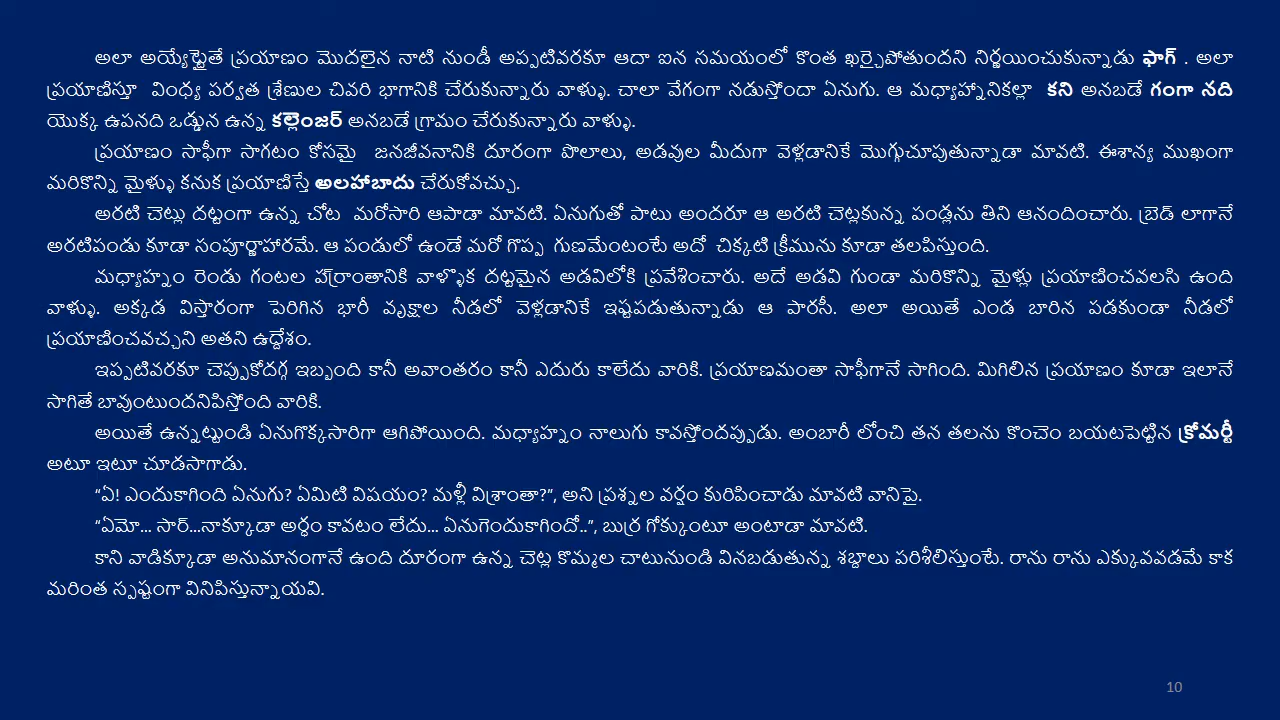 అలా అయ్యేట్టైతే ప్రయాణం మొదలైన నాటి నుండీ అప్పటివరకూ ఆదా ఐన సమయంలో కొంత ఖర్చైపోతుందని నిర్ణయించుకున్నాడు ఫాగ్ . అలా
ప్రయాణిస్తూ వింధ్య పర్వత శ్రేణుల చివరి భాగానికి చేరుకున్నారు వాళ్ళు. చాలా వేగంగా నడుస్తోందా ఏనుగు. ఆ మధ్యాహ్నానికల్లా కని అనబడే గంగా నది
యొక్క ఉపనది ఒడ్డున ఉన్న కల్లెంజర్ అనబడే గ్రామం చేరుకున్నారు వాళ్ళు.
ప్రయాణం సాఫీగా సాగటం కోసమై జనజీవనానికి దూరంగా పొలాలు, అడవుల మీదుగా వెళ్లడానికే మొగ్గుచూపుతున్నాడా మావటి. ఈశాన్య ముఖంగా
మరికొన్ని మైళ్ళు కనుక ప్రయాణిస్తే అలహాబాదు చేరుకోవచ్చు.
అరటి చెట్లు దట్టంగా ఉన్న చోట మరోసారి ఆపాడా మావటి. ఏనుగుతో పాటు అందరూ ఆ అరటి చెట్లకున్న పండ్లను తిని ఆనందించారు. బ్రెడ్ లాగానే
అరటిపండు కూడా సంపూర్ణాహారమే. ఆ పండులో ఉండే మరో గొప్ప గుణమేంటంటే అదో చిక్కటి క్రీమును కూడా తలపిస్తుంది.
మధ్యాహ్నం రెండు గంటల ప్రాంతానికి వాళ్ళొక దట్టమైన అడవిలోకి ప్రవేశించారు. అదే అడవి గుండా మరికొన్ని మైళ్లు ప్రయాణించవలసి ఉంది
వాళ్ళు. అక్కడ విస్తారంగా పెరిగిన భారీ వృక్షాల నీడలో వెళ్లడానికే ఇష్టపడుతున్నాడు ఆ పారసీ. అలా అయితే ఎండ బారిన పడకుండా నీడలో
ప్రయాణించవచ్చని అతని ఉద్దేశం.
ఇప్పటివరకూ చెప్పుకోదగ్గ ఇబ్బంది కానీ అవాంతరం కానీ ఎదురు కాలేదు వారికి. ప్రయాణమంతా సాఫీగానే సాగింది. మిగిలిన ప్రయాణం కూడా ఇలానే
సాగితే బావుంటుందనిపిస్తోంది వారికి.
అయితే ఉన్నట్టుండి ఏనుగొక్కసారిగా ఆగిపోయింది. మధ్యాహ్నం నాలుగు కావస్తోందప్పుడు. అంబారీ లోంచి తన తలను కొంచెం బయటపెట్టిన క్రోమర్టీ
అటూ ఇటూ చూడసాగాడు.
“ఏ! ఎందుకాగింది ఏనుగు? ఏమిటి విషయం? మళ్లీ విశ్రాంతా?”, అని ప్రశ్నల వర్షం కురిపించాడు మావటి వానిపై.
“ఏమో... సార్...నాక్కూడా అర్ధం కావటం లేదు... ఏనుగెందుకాగిందో..”, బుర్ర గోక్కుంటూ అంటాడా మావటి.
కాని వాడిక్కూడా అనుమానంగానే ఉంది దూరంగా ఉన్న చెట్ల కొమ్మల చాటునుండి వినబడుతున్న శబ్దాలు పరిశీలిస్తుంటే. రాను రాను ఎక్కువవడమే కాక
మరింత స్పష్టంగా వినిపిస్తున్నాయవి.
10